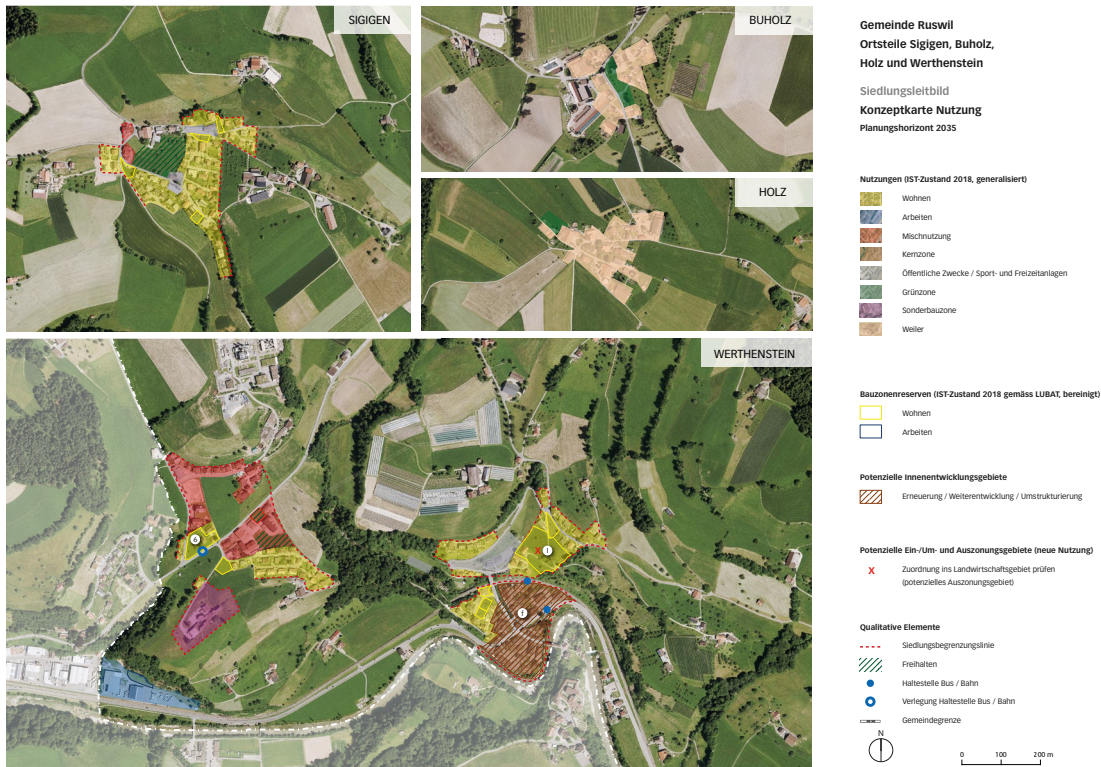 SIGIGEN
BUHOLZ
HOLZ
WERTHENSTEIN
6
x
l
f
Gemeinde Ruswil
Ortsteile Sigigen, Buholz,
Holz und Werthenstein
Siedlungsleitbild
Konzeptkarte Nutzung
Planungshorizont 2035
Nutzungen (IST-Zustand 2018, generalisiert)
Wohnen
Arbeiten
Mischnutzung
Kernzone
Öffentliche Zwecke / Sport- und Freizeitanlagen
Grünzone
Sonderbauzone
Weiler
Bauzonenreserven (IST-Zustand 2018 gemäss LUBAT, bereinigt)
Wohnen
Arbeiten
Potenzielle Innenentwicklungsgebiete
Erneuerung / Weiterentwicklung / Umstrukturierung
Potenzielle Ein-/Um- und Auszonungsgebiete (neue Nutzung)
x Zuordnung ins Landwirtschaftsgebiet prüfen
(potenzielles Auszonungsgebiet)
Qualitative Elemente
Siedlungsbegrenzungslinie
Freihalten
Haltestelle Bus / Bahn
Verlegung Haltestelle Bus / Bahn
Gemeindegrenze
N
0 100 200 m